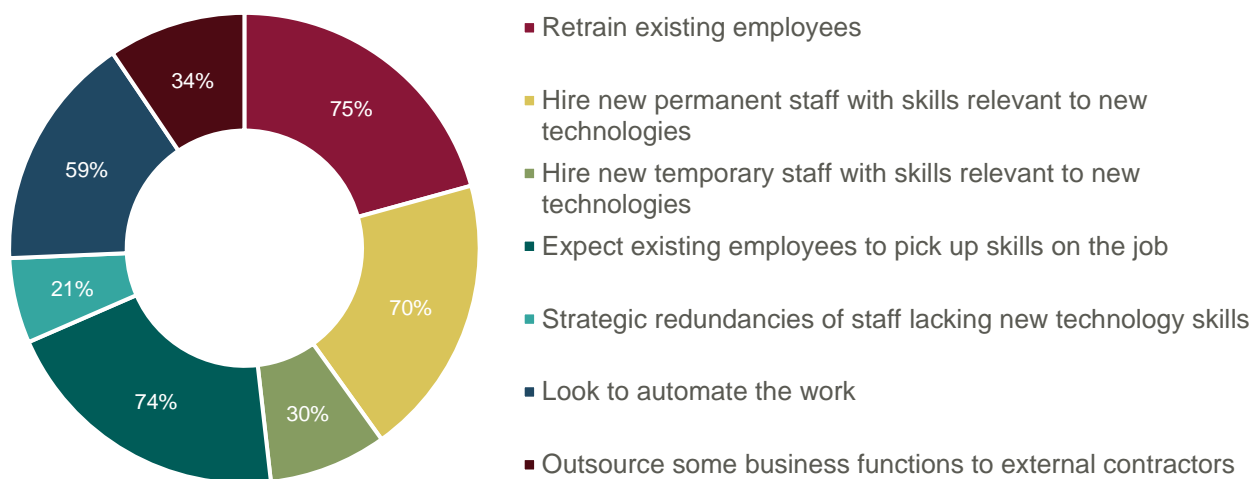 Retrain existing employees
34%
75%
Hire new permanent staff with skills relevant to new
technologies
59%
Hire new temporary staff with skills relevant to new
technologies
Expect existing employees to pick up skills on the job
21%
70%
Strategic redundancies of staff lacking new technology skills
74%
30%
Look to automate the work
Outsource some business functions to external contractors